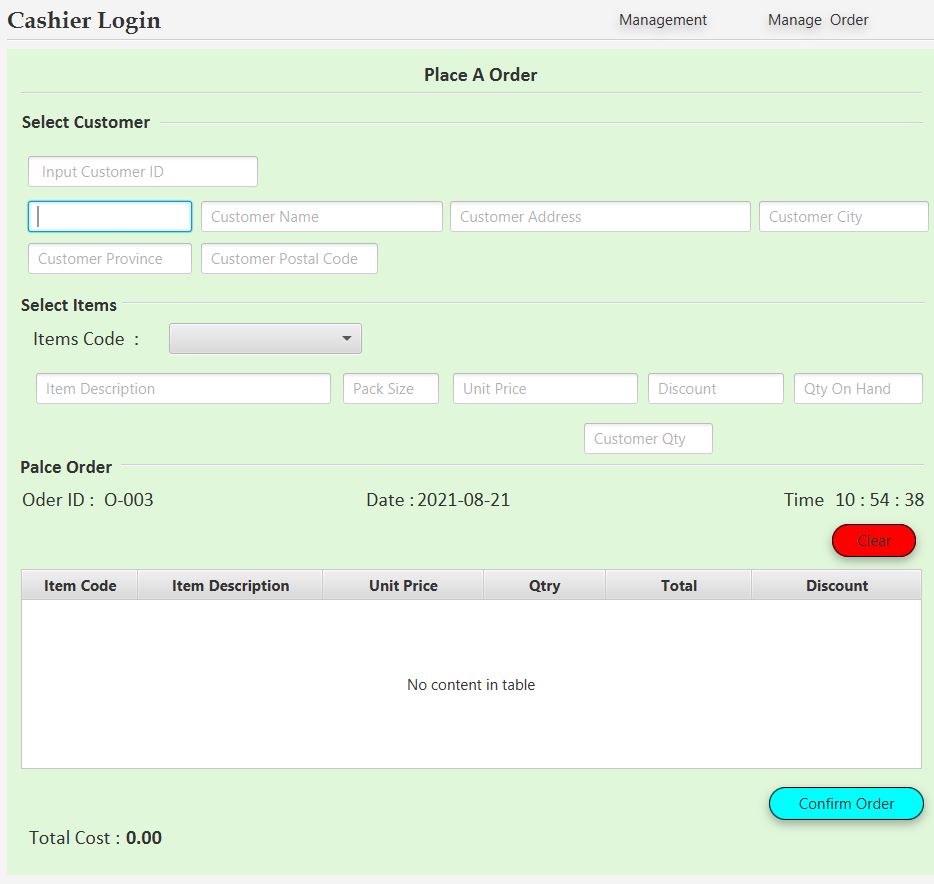 Cashier Login Management Manage Order
Place A Order
Select Customer
Input Customer ID
Customer Name Customer Address Customer City
Customer Province Customer Postal Code
Select Items
Items Code :
Item Description Pack Size Unit Price Discount Qty On Hand
Customer Qty
Palce Order
Oder ID : O-003 Date : 2021-08-21 Time 10 : 54 : 38
Clear
Item Code Item Description Unit Price Qtry Total Discount
No content in table
Confirm Order
Total Cost : 0.00